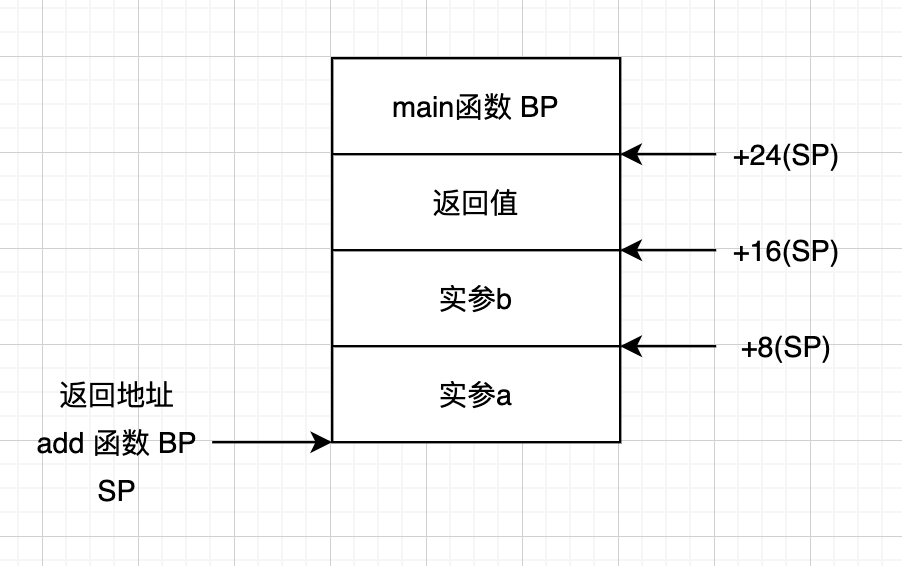 main函数 BP
+24(SP)
返回值
+16(SP)
实参b
+8(SP)
实参a
返回地址
add 函数 BP
SP